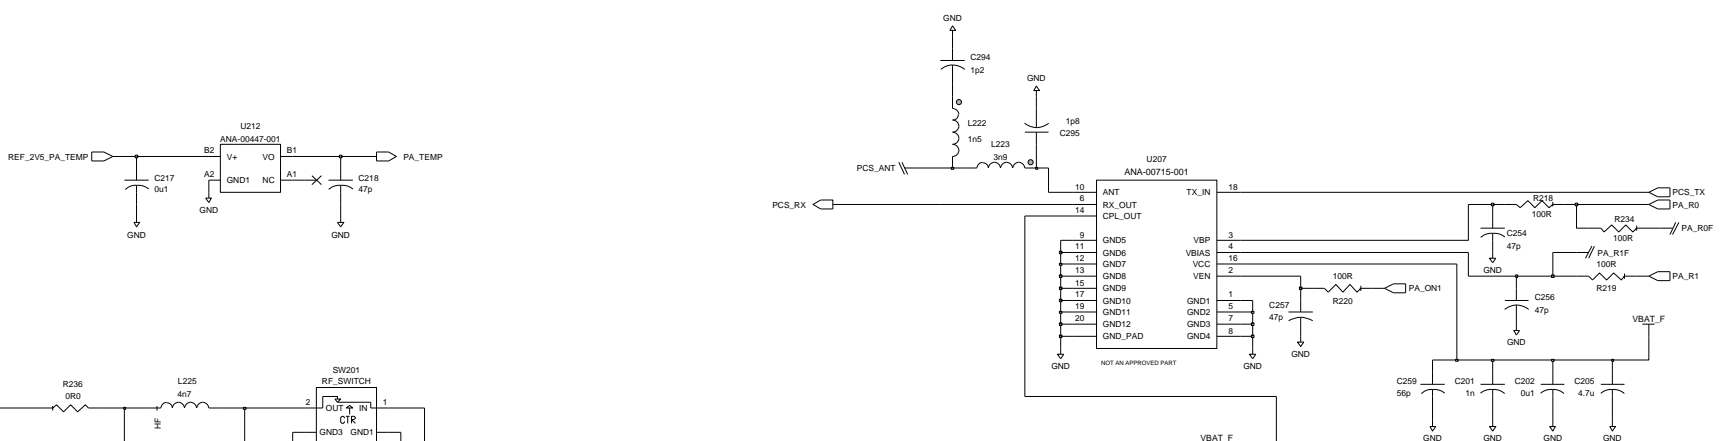 GND
C294
1p2
GND
L222
1n5
1p8
C295
L223
3n9
PCS_ANT
U212
ANA-00447-001
REF_2V5_PA_TEMP
B2
V+
VO
B1
PA_TEMP
A2
GND1
NC
A1
C217
0u1
C218
47p
GND
GND
GND
U207
ANA-00715-001
10
ANT
TX_IN
18
PCS_TX
PCS_RX
6
RX_OUT
14
CPL_OUT
R218
100R
PA_R0
R234
100R
PA_R0F
9
GND5
VBP
3
C254
47p
GND
11
GND6
VBIAS
4
PA_R1F
12
GND7
VCC
16
100R
R219
PA_R1
13
GND8
VEN
2
100R
R220
PA_ON1
15
GND9
17
GND10
GND1
1
C257
47p
GND
C256
47p
GND
19
GND11
GND2
5
20
GND12
GND3
7
GND_PAD
GND4
8
GND
NOT AN APPROVED PART
GND
VBAT_F
C259
56p
C201
1n
C202
0u1
C205
4.7u
GND
GND
GND
GND
R236
0R0
L225
4n7
HF
SW201
RF_SWITCH
2
OUT
IN
1
CTR
GND3
GND1
VBAT_F